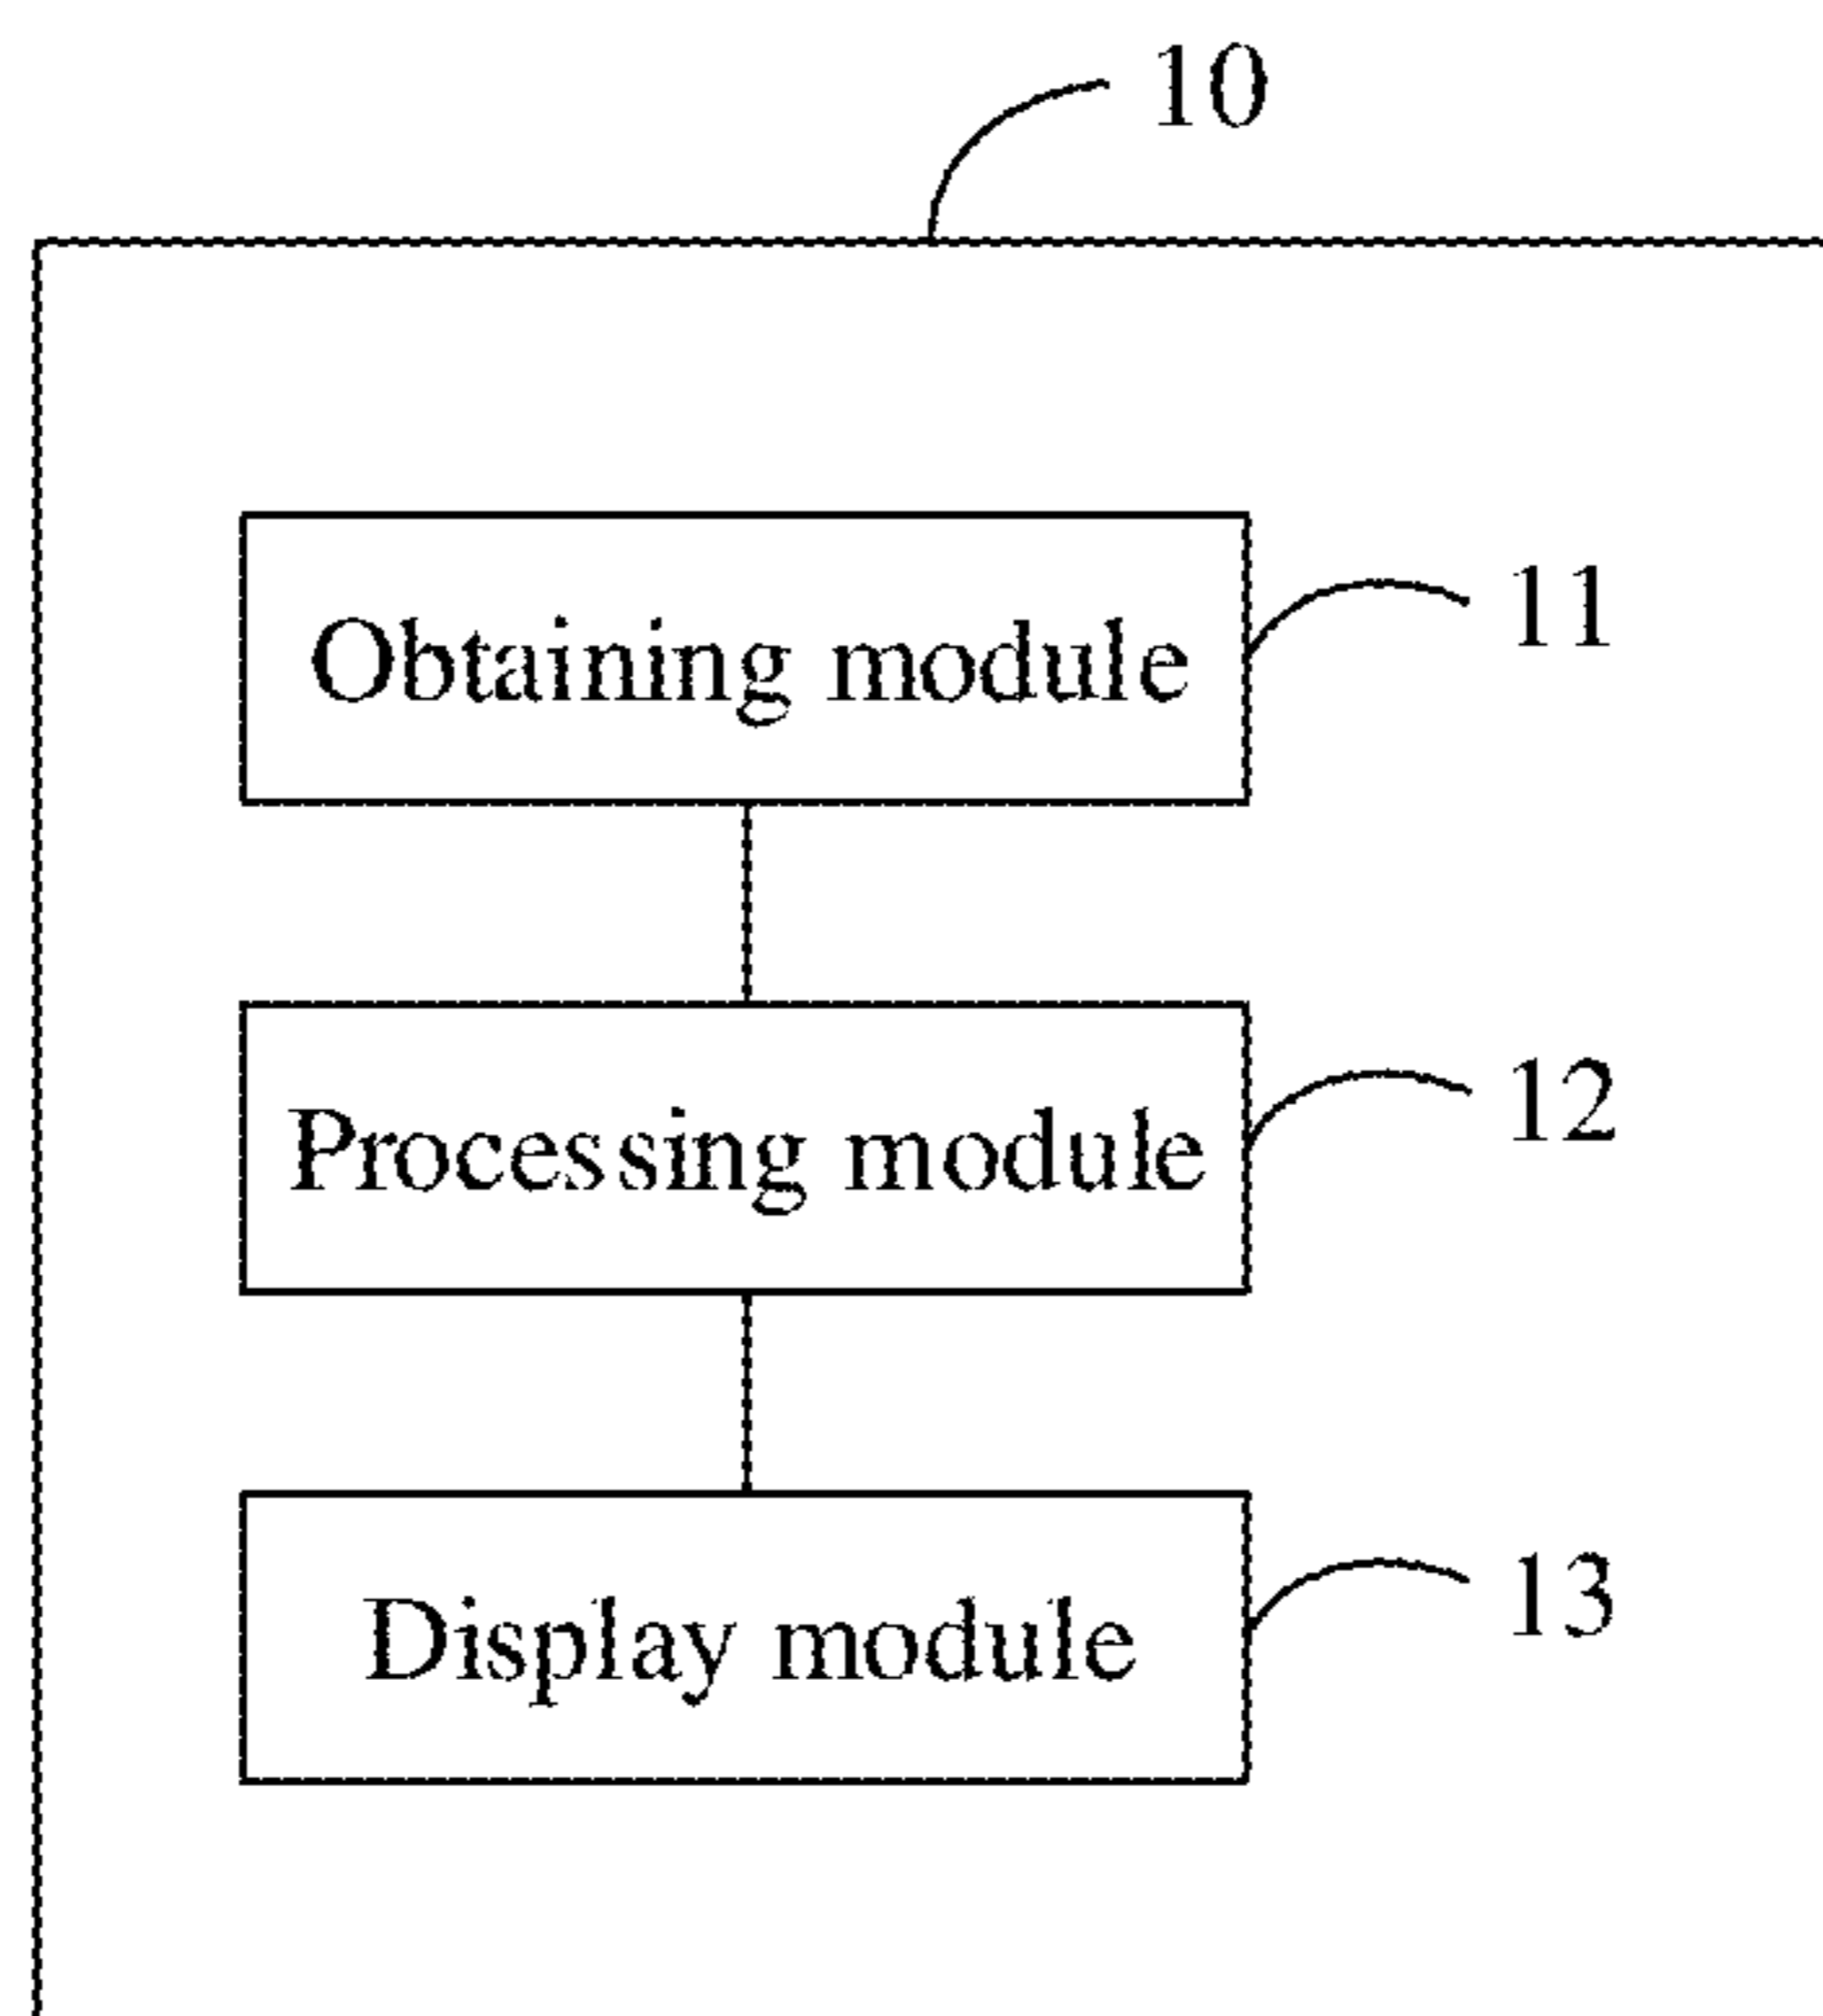 10
Obtaining module
11
Processing module
12
Display module
13